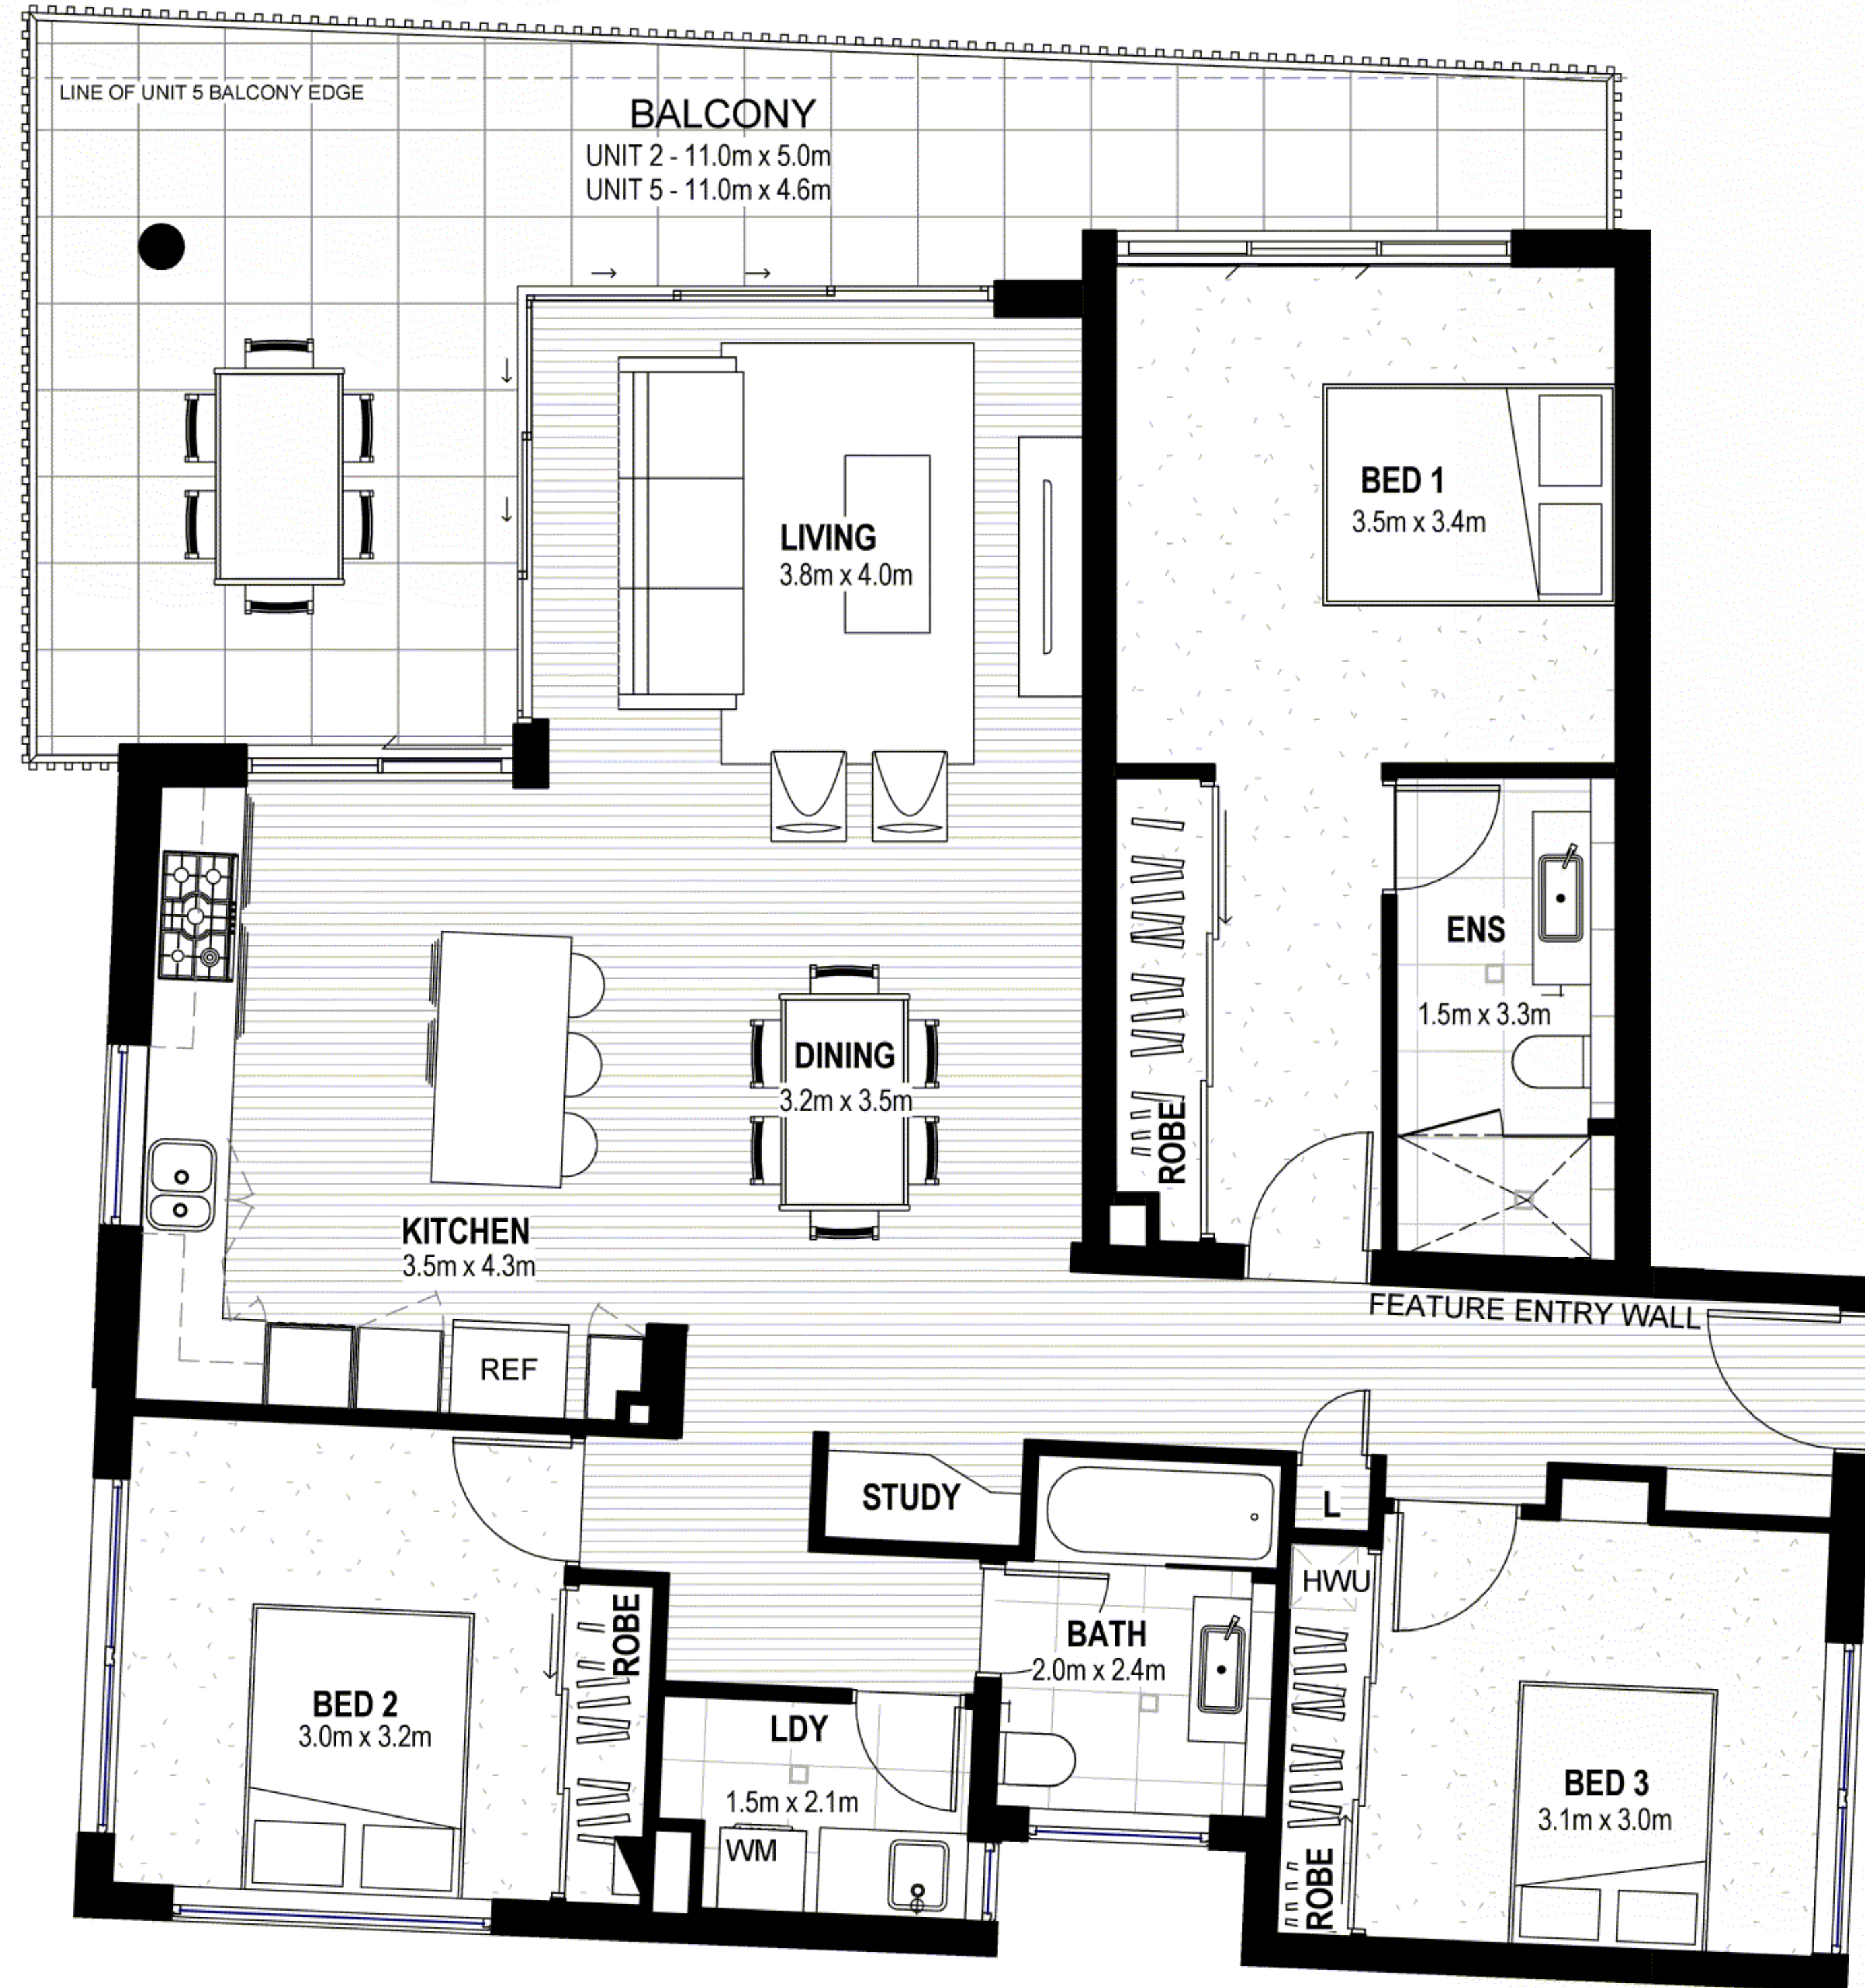 LINE OF UNIT 5 BALCONY EDGE
BALCONY
UNIT 2 - 11.0m x 5.0m
UNIT 5 - 11.0m x 4.6m
BED 1
3.5m x 3.4m
LIVING
3.8m x 4.0m
ENS
1.5m x 3.3m
DINING
3.2m x 3.5m
ROBE
KITCHEN
3.5m x 4.3m
FEATURE ENTRY WALL
REF
STUDY
L
HWU
ROBE
BATH
2.0m x 2.4m
BED 2
3.0m x 3.2m
LDY
1.5m x 2.1m
WM
BED 3
3.1m x 3.0m
ROBE